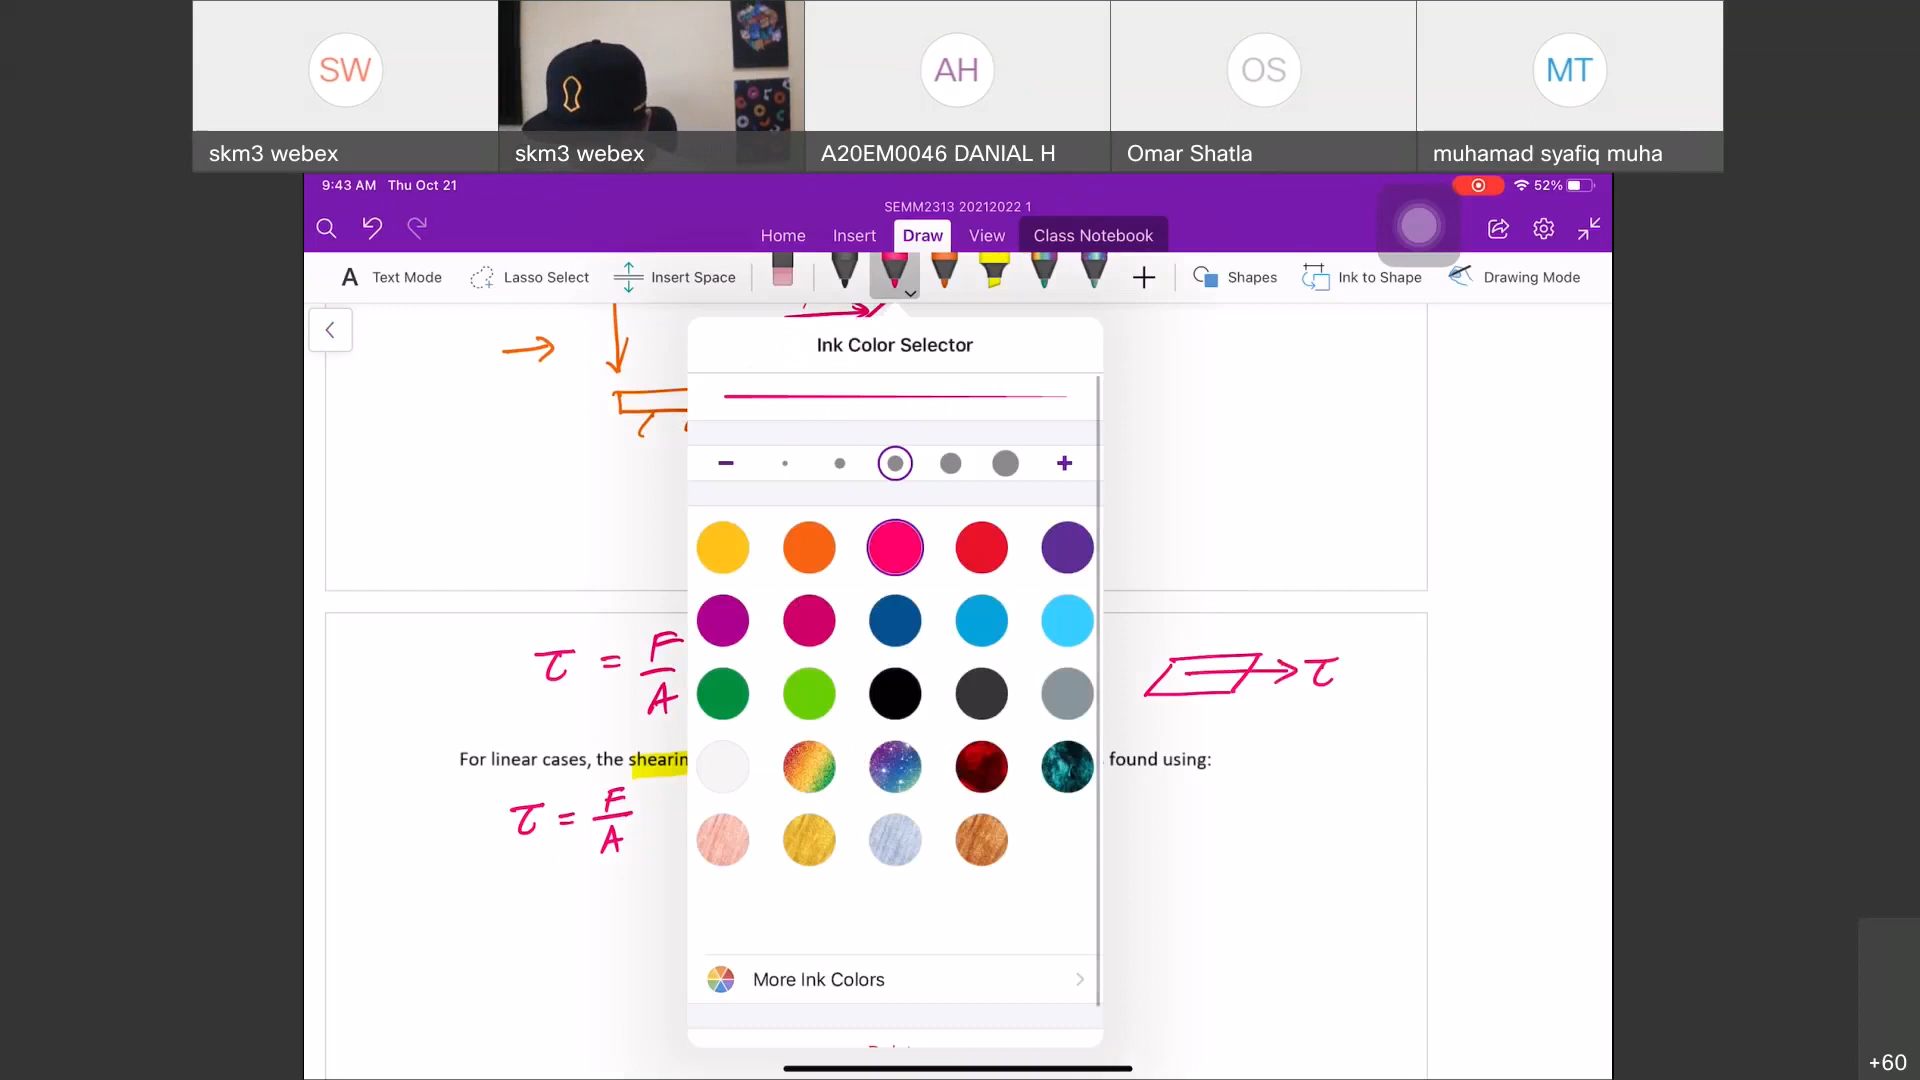 SW
AH
OS
MT
skm3 webex
skm3 webex
A20EM0046 DANIAL H
Omar Shatla
muhamad syafiq muha
9:43 AM Thu Oct 21
52%
SEMM2313 20212022 1
Home Insert Draw View Class Notebook
A Text Mode Lasso Select Insert Space Shapes Ink to Shape Drawing Mode
Ink Color Selector
τ = F/A
τ
For linear cases, the shearin
found using:
τ = F/A
More Ink Colors
+60